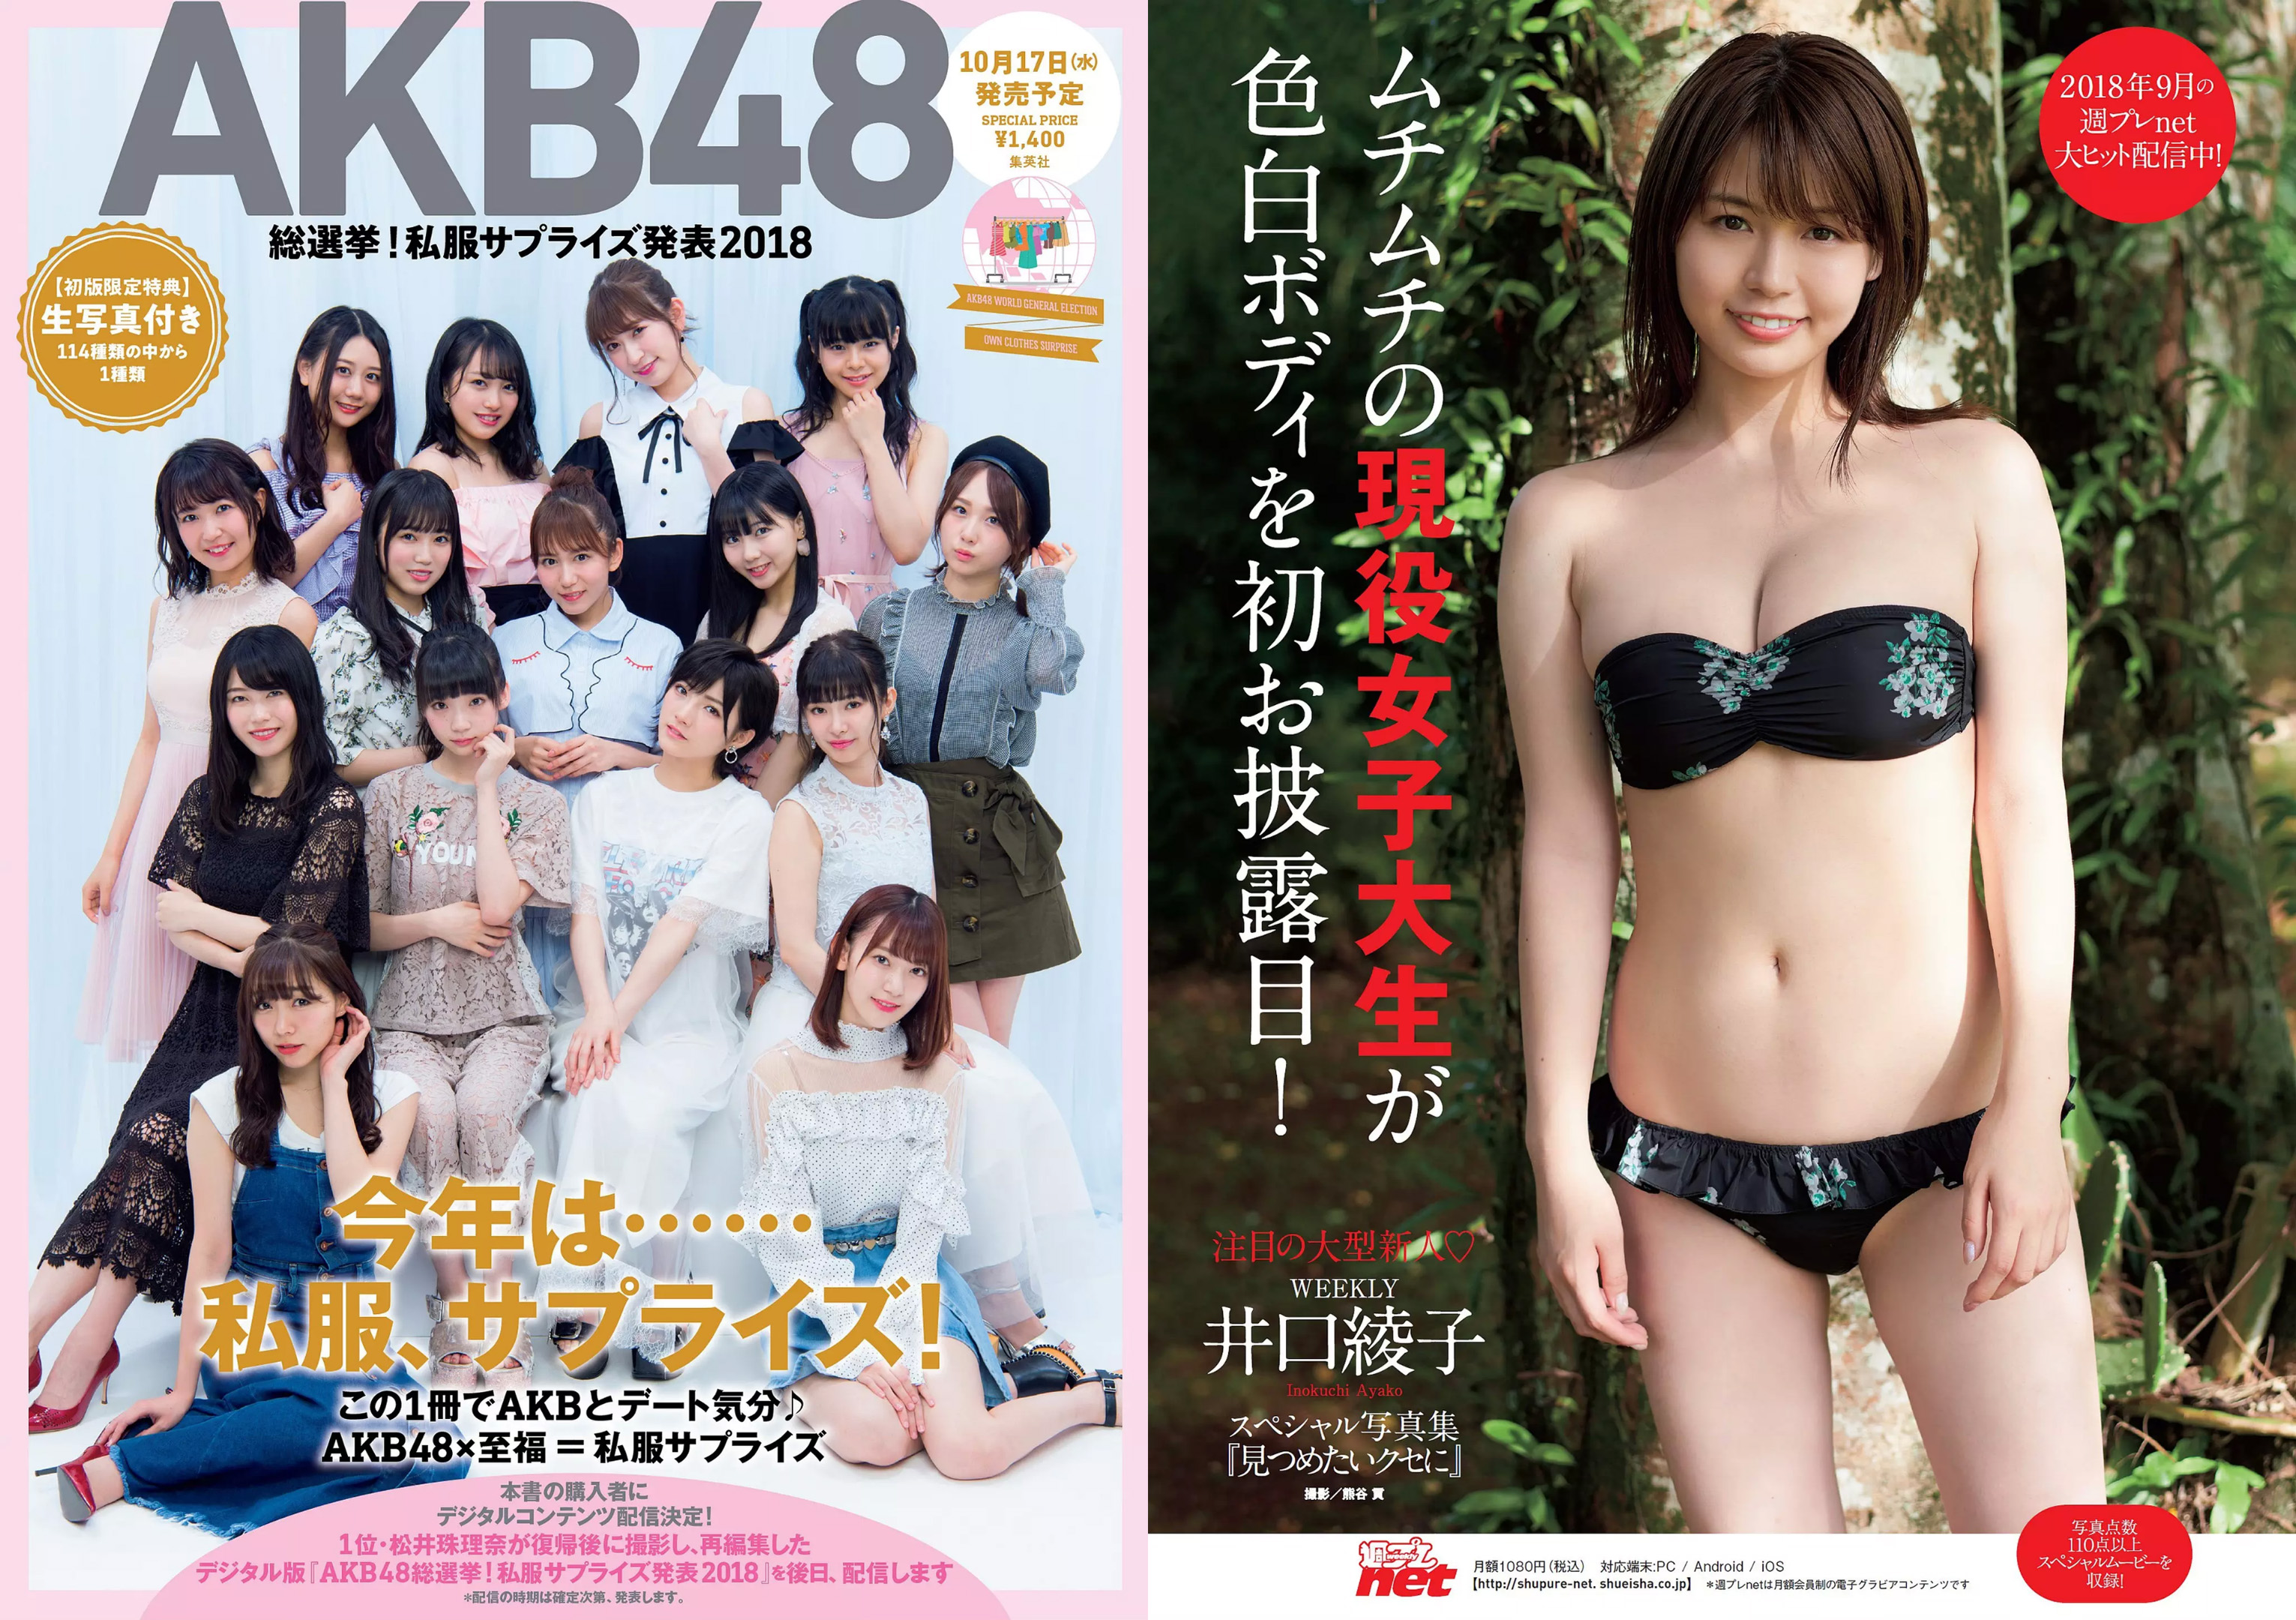 AKB48
10月17日(水)
発売予定
SPECIAL PRICE
¥1,400
集英社
総選挙!私服サプライズ発表2018
AKB48 WORLD GENERAL ELECTION
OWN CLOTHES SURPRISE
【初版限定特典】
生写真付き
114種類の中から
1種類
YOUN
今年は……
私服、サプライズ!
この1冊でAKBとデート気分♪
AKB48×至福=私服サプライズ
本書の購入者に
デジタルコンテンツ配信決定!
1位・松井珠理奈が復帰後に撮影し、再編集した
デジタル版『AKB48総選挙!私服サプライズ発表2018』を後日、配信します
※配信の時期は確定次第、発表します。
2018年9月の
週プレnet
大ヒット配信中!
ムチムチの現役女子大生が
色白ボディを初お披露目!
注目の大型新人♡
WEEKLY
井口綾子
Inokuchi Ayako
スペシャル写真集
『見つめたいクセに』
撮影/熊谷 貫
週プレnet
月額1080円(税込) 対応端末:PC / Android / iOS
【http://shupure-net.shueisha.co.jp】 *週プレnetは月額会員制の電子グラビアコンテンツです
写真点数
110点以上
スペシャルムービーを
収録!